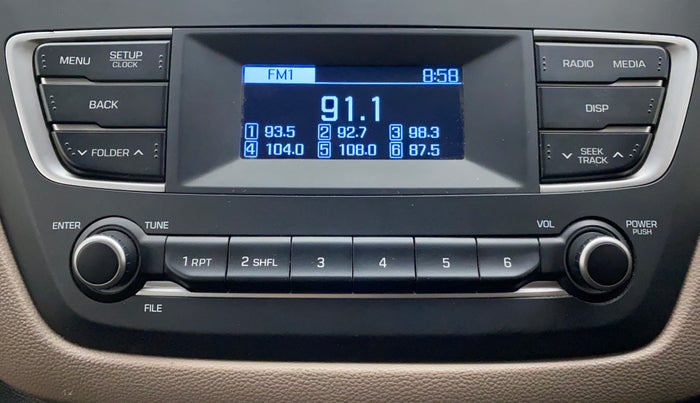 MENU SETUP CLOCK
BACK
FOLDER
FM1 8:58
91.1
1 93.5 2 92.7 3 98.3
4 104.0 5 108.0 6 87.5
RADIO MEDIA
DISP
SEEK
TRACK
ENTER TUNE
VOL POWER
PUSH
1 RPT 2 SHFL 3 4 5 6
FILE